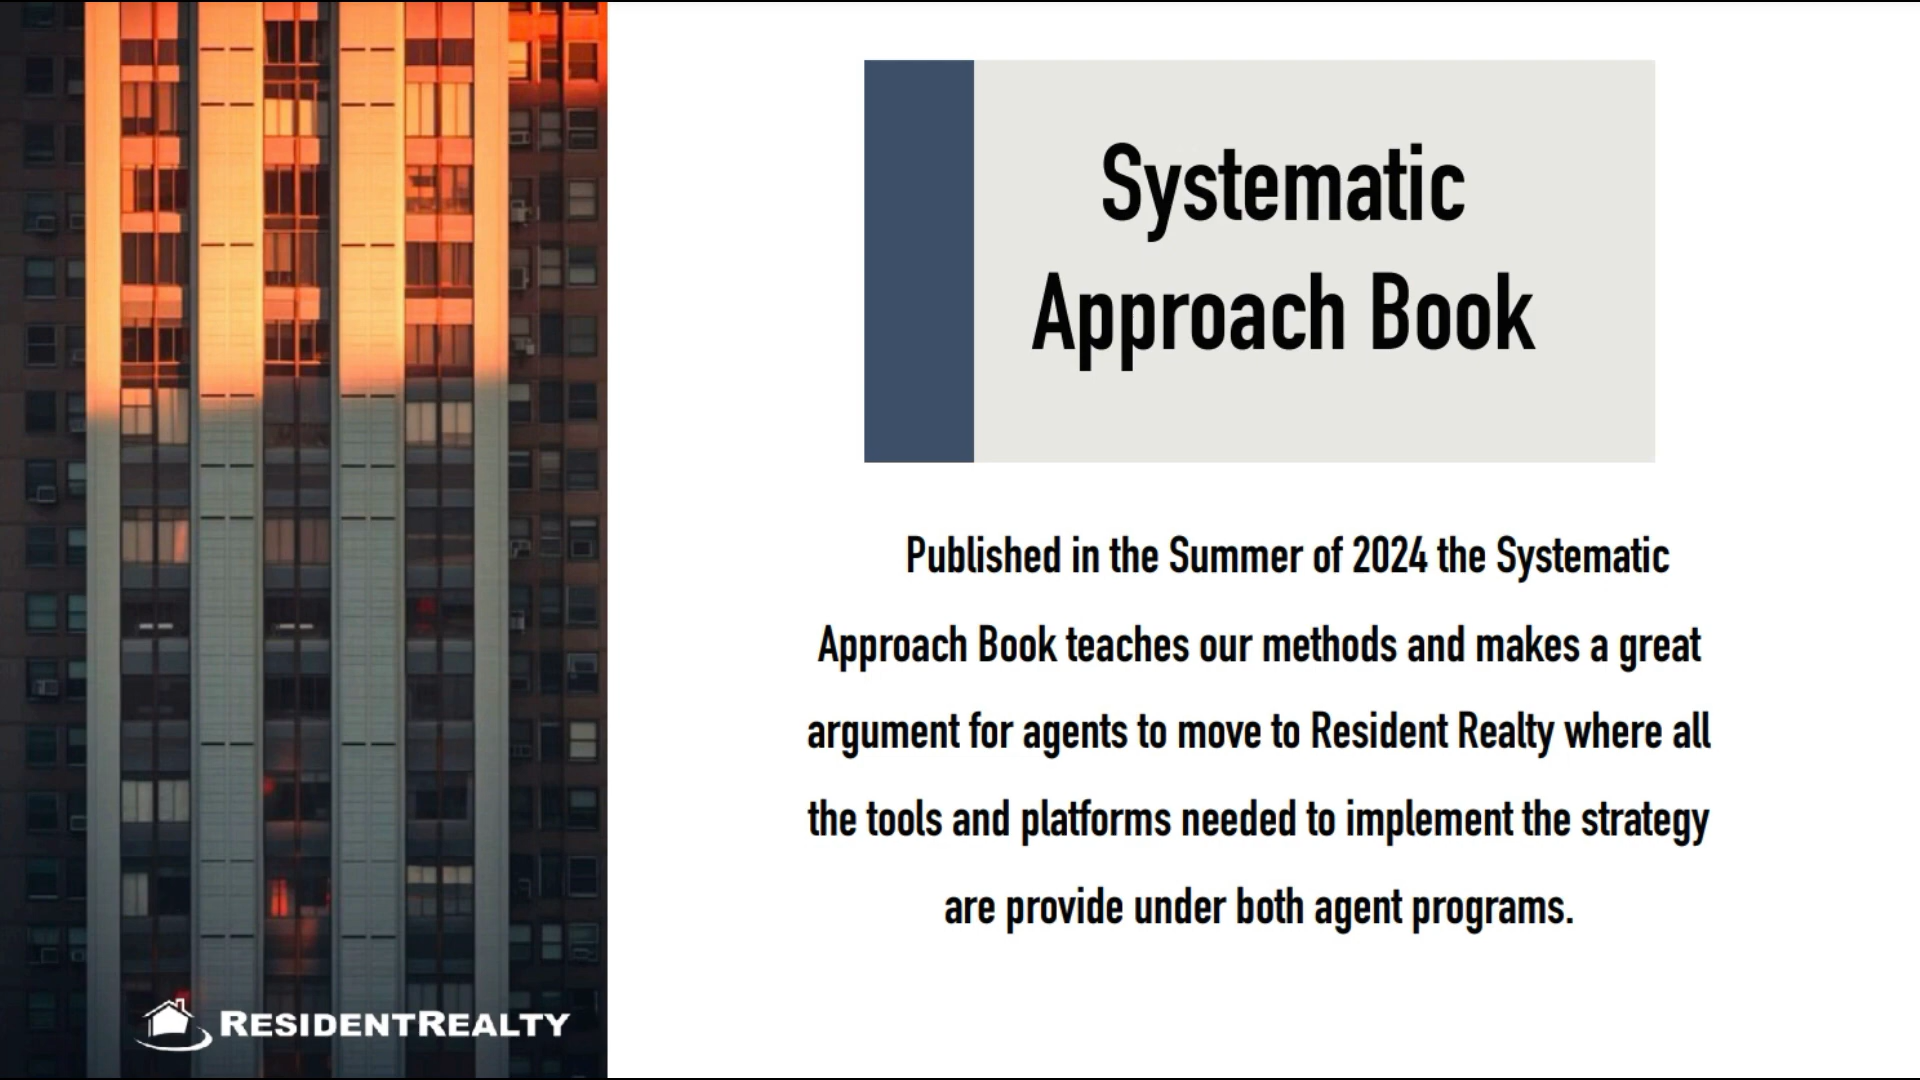 Systematic
Approach Book
Published in the Summer of 2024 the Systematic
Approach Book teaches our methods and makes a great
argument for agents to move to Resident Realty where all
the tools and platforms needed to implement the strategy
are provide under both agent programs.
RESIDENTREALTY